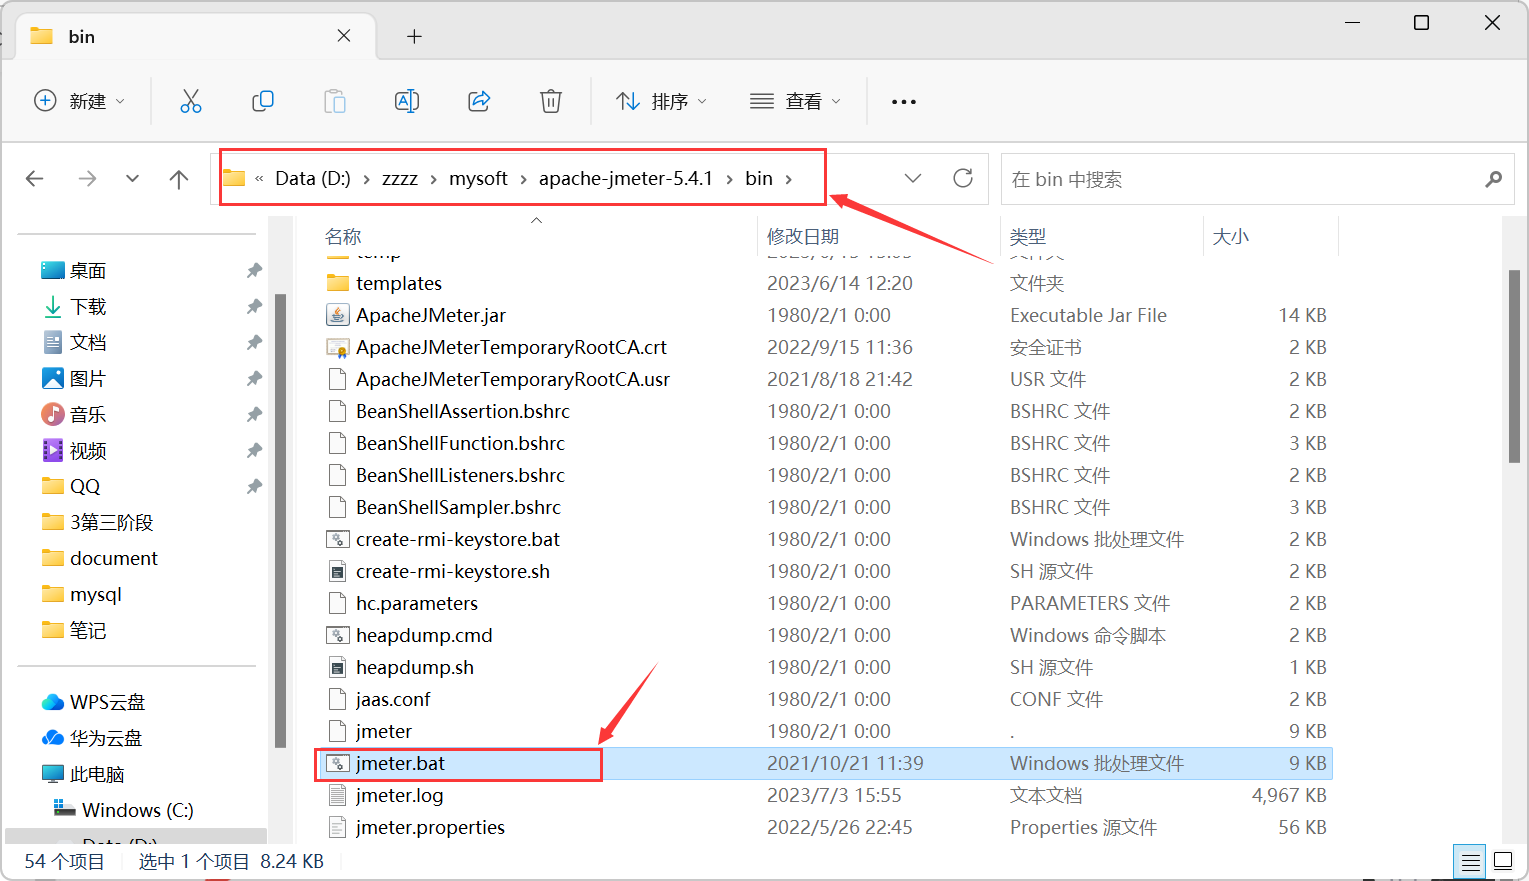 bin
新建 排序 查看
« Data (D:) › zzzz › mysoft › apache-jmeter-5.4.1 › bin ›
在 bin 中搜索
名称 修改日期 类型 大小
桌面
下载
文档
图片
音乐
视频
QQ
3第三阶段
document
mysql
笔记
WPS云盘
华为云盘
此电脑
Windows (C:)
Data (D:)
temp
templates 2023/6/14 12:20 文件夹
ApacheJMeter.jar 1980/2/1 0:00 Executable Jar File 14 KB
ApacheJMeterTemporaryRootCA.crt 2022/9/15 11:36 安全证书 2 KB
ApacheJMeterTemporaryRootCA.usr 2021/8/18 21:42 USR 文件 2 KB
BeanShellAssertion.bshrc 1980/2/1 0:00 BSHRC 文件 2 KB
BeanShellFunction.bshrc 1980/2/1 0:00 BSHRC 文件 3 KB
BeanShellListeners.bshrc 1980/2/1 0:00 BSHRC 文件 2 KB
BeanShellSampler.bshrc 1980/2/1 0:00 BSHRC 文件 3 KB
create-rmi-keystore.bat 1980/2/1 0:00 Windows 批处理文件 2 KB
create-rmi-keystore.sh 1980/2/1 0:00 SH 源文件 2 KB
hc.parameters 1980/2/1 0:00 PARAMETERS 文件 2 KB
heapdump.cmd 1980/2/1 0:00 Windows 命令脚本 2 KB
heapdump.sh 1980/2/1 0:00 SH 源文件 1 KB
jaas.conf 1980/2/1 0:00 CONF 文件 2 KB
jmeter 1980/2/1 0:00 . 9 KB
jmeter.bat 2021/10/21 11:39 Windows 批处理文件 9 KB
jmeter.log 2023/7/3 15:55 文本文档 4,967 KB
jmeter.properties 2022/5/26 22:45 Properties 源文件 56 KB
54 个项目 选中 1 个项目 8.24 KB